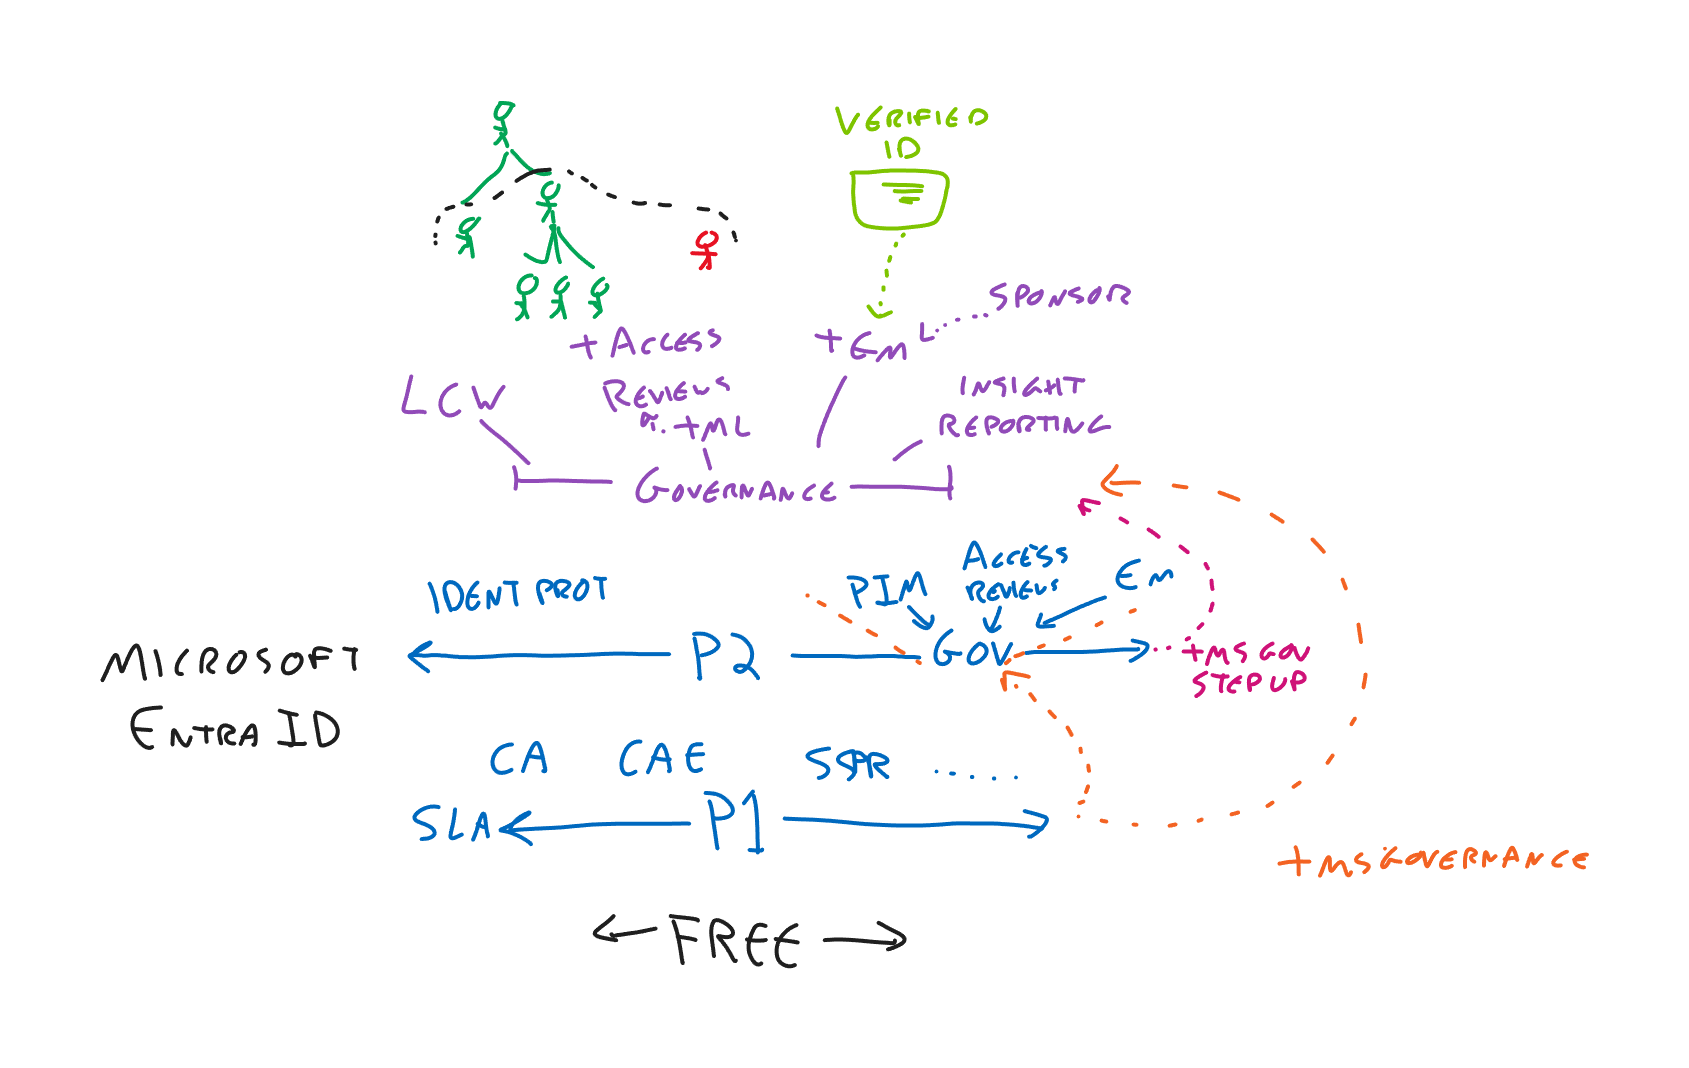 VERIFIED
ID
SPONSOR
+ ACCESS
REVIEWS
+ML
+ EM
LCW
INSIGHT
REPORTING
GOVERNANCE
IDENT PROT
PIM
ACCESS
REVIEWS
EM
MICROSOFT
ENTRA ID
P2
GOV
+MS GOV
STEP UP
CA CAE SSPR ......
SLA
P1
+MS GOVERNANCE
FREE